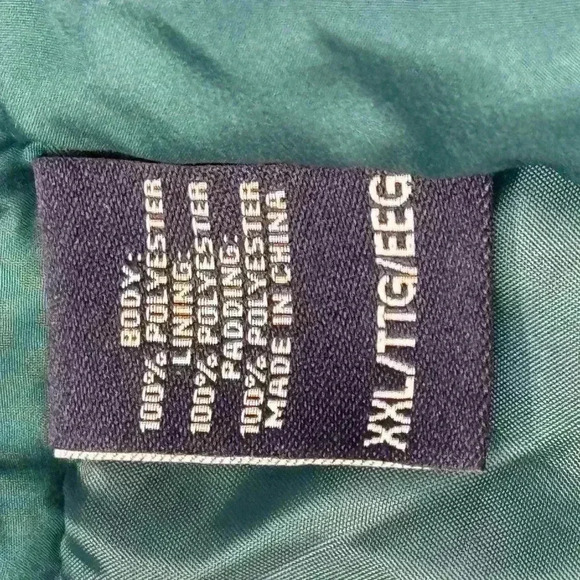 BODY:
100% POLYESTER
LINING:
100% POLYESTER
PADDING:
100% POLYESTER
MADE IN CHINA
XXL/TTG/EEG